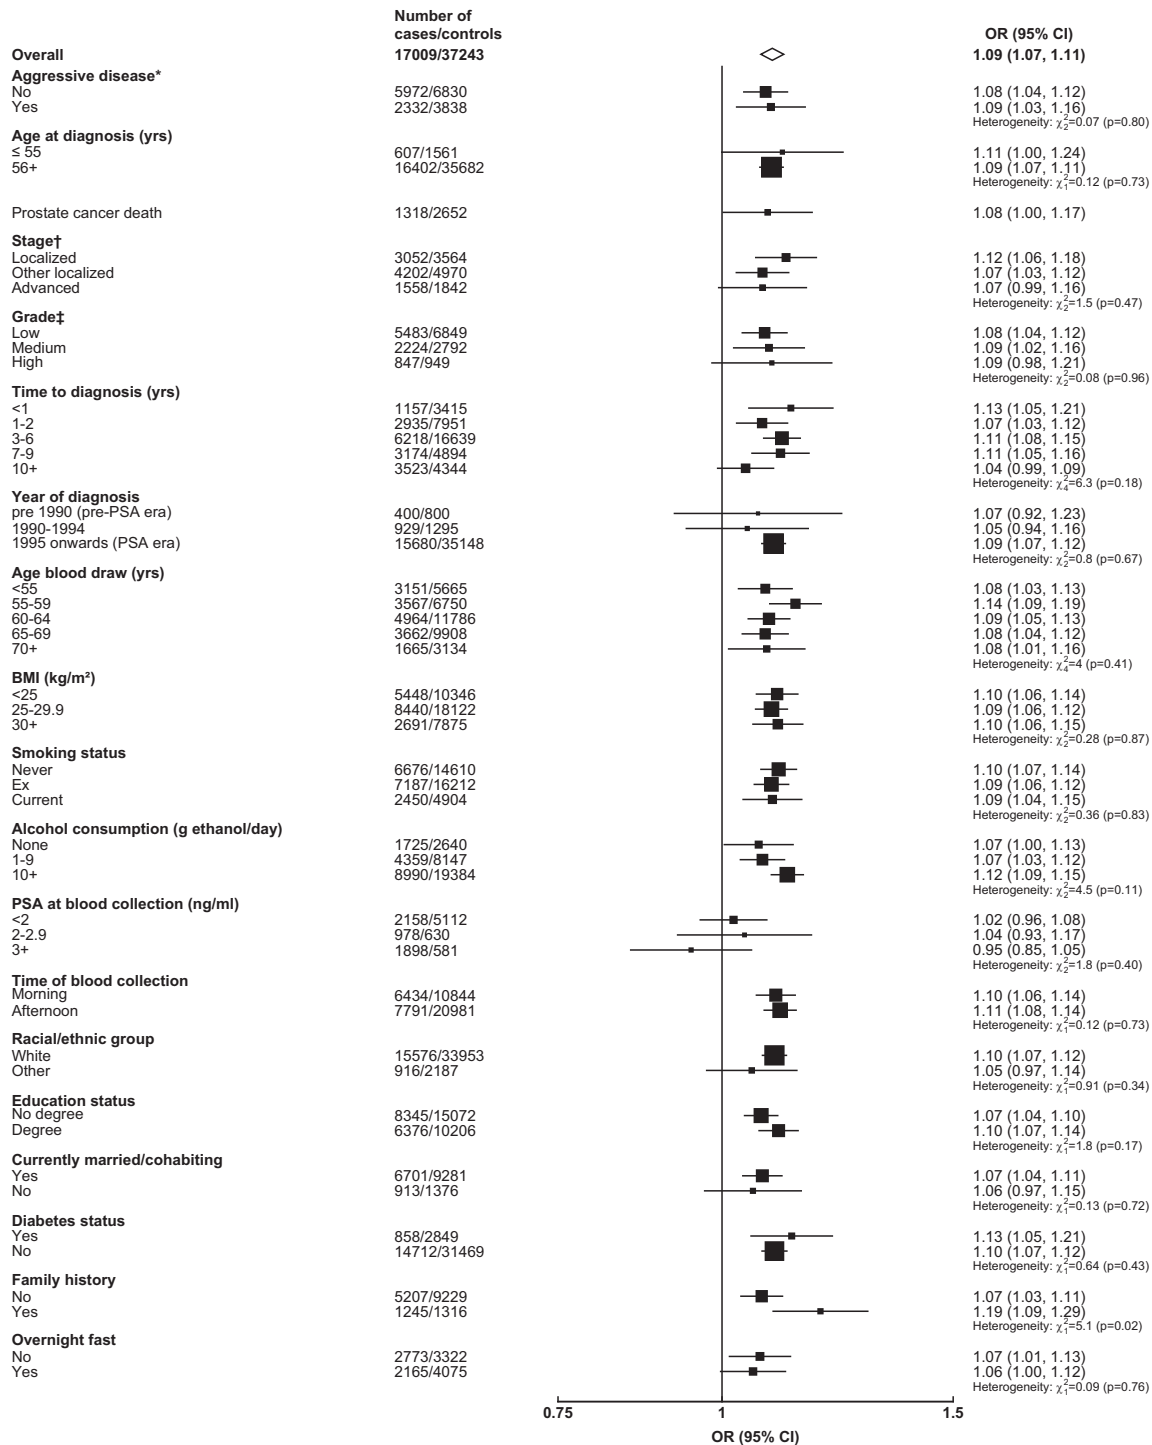 Number of
cases/controls OR (95% CI)
Overall 17009/37243 1.09 (1.07, 1.11)
Aggressive disease*
No 5972/6830 1.08 (1.04, 1.12)
Yes 2332/3838 1.09 (1.03, 1.16)
Heterogeneity: χ²₂=0.07 (p=0.80)
Age at diagnosis (yrs)
≤ 55 607/1561 1.11 (1.00, 1.24)
56+ 16402/35682 1.09 (1.07, 1.11)
Heterogeneity: χ²₁=0.12 (p=0.73)
Prostate cancer death 1318/2652 1.08 (1.00, 1.17)
Stage†
Localized 3052/3564 1.12 (1.06, 1.18)
Other localized 4202/4970 1.07 (1.03, 1.12)
Advanced 1558/1842 1.07 (0.99, 1.16)
Heterogeneity: χ²₂=1.5 (p=0.47)
Grade‡
Low 5483/6849 1.08 (1.04, 1.12)
Medium 2224/2792 1.09 (1.02, 1.16)
High 847/949 1.09 (0.98, 1.21)
Heterogeneity: χ²₂=0.08 (p=0.96)
Time to diagnosis (yrs)
<1 1157/3415 1.13 (1.05, 1.21)
1-2 2935/7951 1.07 (1.03, 1.12)
3-6 6218/16639 1.11 (1.08, 1.15)
7-9 3174/4894 1.11 (1.05, 1.16)
10+ 3523/4344 1.04 (0.99, 1.09)
Heterogeneity: χ²₄=6.3 (p=0.18)
Year of diagnosis
pre 1990 (pre-PSA era) 400/800 1.07 (0.92, 1.23)
1990-1994 929/1295 1.05 (0.94, 1.16)
1995 onwards (PSA era) 15680/35148 1.09 (1.07, 1.12)
Heterogeneity: χ²₂=0.8 (p=0.67)
Age blood draw (yrs)
<55 3151/5665 1.08 (1.03, 1.13)
55-59 3567/6750 1.14 (1.09, 1.19)
60-64 4964/11786 1.09 (1.05, 1.13)
65-69 3662/9908 1.08 (1.04, 1.12)
70+ 1665/3134 1.08 (1.01, 1.16)
Heterogeneity: χ²₄=4 (p=0.41)
BMI (kg/m²)
<25 5448/10346 1.10 (1.06, 1.14)
25-29.9 8440/18122 1.09 (1.06, 1.12)
30+ 2691/7875 1.10 (1.06, 1.15)
Heterogeneity: χ²₂=0.28 (p=0.87)
Smoking status
Never 6676/14610 1.10 (1.07, 1.14)
Ex 7187/16212 1.09 (1.06, 1.12)
Current 2450/4904 1.09 (1.04, 1.15)
Heterogeneity: χ²₂=0.36 (p=0.83)
Alcohol consumption (g ethanol/day)
None 1725/2640 1.07 (1.00, 1.13)
1-9 4359/8147 1.07 (1.03, 1.12)
10+ 8990/19384 1.12 (1.09, 1.15)
Heterogeneity: χ²₂=4.5 (p=0.11)
PSA at blood collection (ng/ml)
<2 2158/5112 1.02 (0.96, 1.08)
2-2.9 978/630 1.04 (0.93, 1.17)
3+ 1898/581 0.95 (0.85, 1.05)
Heterogeneity: χ²₂=1.8 (p=0.40)
Time of blood collection
Morning 6434/10844 1.10 (1.06, 1.14)
Afternoon 7791/20981 1.11 (1.08, 1.14)
Heterogeneity: χ²₁=0.12 (p=0.73)
Racial/ethnic group
White 15576/33953 1.10 (1.07, 1.12)
Other 916/2187 1.05 (0.97, 1.14)
Heterogeneity: χ²₁=0.91 (p=0.34)
Education status
No degree 8345/15072 1.07 (1.04, 1.10)
Degree 6376/10206 1.10 (1.07, 1.14)
Heterogeneity: χ²₁=1.8 (p=0.17)
Currently married/cohabiting
Yes 6701/9281 1.07 (1.04, 1.11)
No 913/1376 1.06 (0.97, 1.15)
Heterogeneity: χ²₁=0.13 (p=0.72)
Diabetes status
Yes 858/2849 1.13 (1.05, 1.21)
No 14712/31469 1.10 (1.07, 1.12)
Heterogeneity: χ²₁=0.64 (p=0.43)
Family history
No 5207/9229 1.07 (1.03, 1.11)
Yes 1245/1316 1.19 (1.09, 1.29)
Heterogeneity: χ²₁=5.1 (p=0.02)
Overnight fast
No 2773/3322 1.07 (1.01, 1.13)
Yes 2165/4075 1.06 (1.00, 1.12)
Heterogeneity: χ²₁=0.09 (p=0.76)
0.75 1 1.5
OR (95% CI)